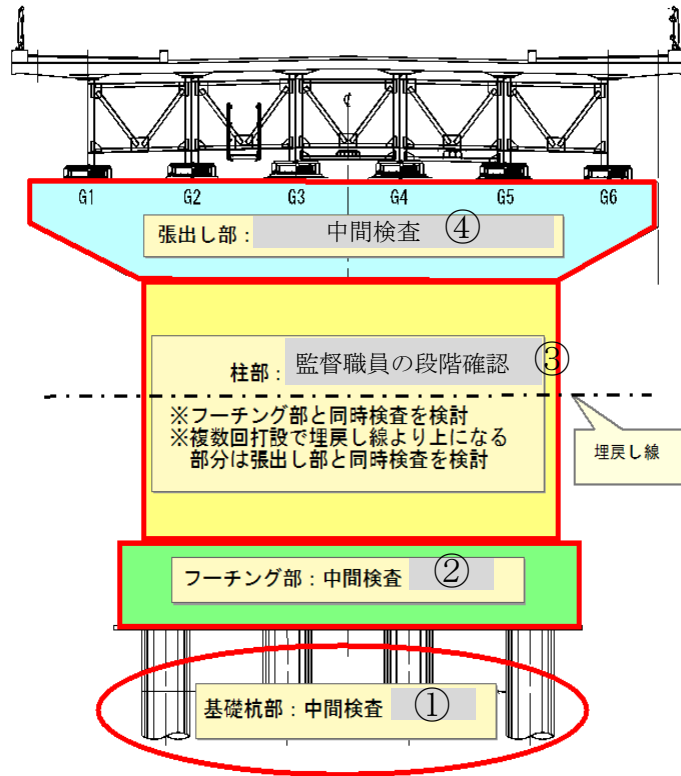 ℄
G1 G2 G3 G4 G5 G6
張出し部： 中間検査 ④
柱部： 監督職員の段階確認 ③
※フーチング部と同時検査を検討
※複数回打設で埋戻し線より上になる
部分は張出し部と同時検査を検討
埋戻し線
フーチング部：中間検査 ②
基礎杭部：中間検査 ①